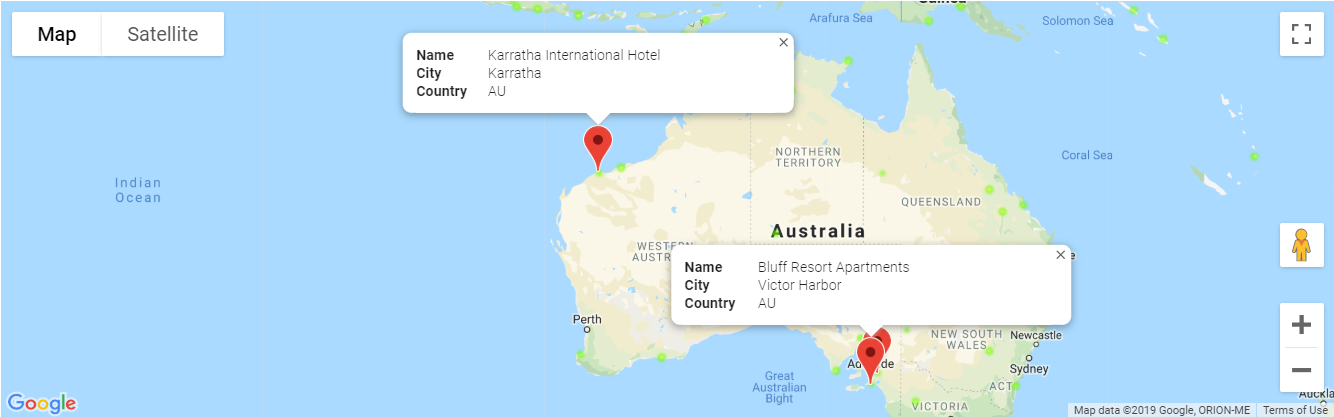 Guinea
Arafura Sea
Solomon Sea
Map Satellite
Name Karratha International Hotel
City Karratha
Country AU
NORTHERN
TERRITORY
Coral Sea
Indian
Ocean
QUEENSLAND
Australia
WESTERN
AUSTR
Name Bluff Resort Apartments
City Victor Harbor
Country AU
Perth
NEW SOUTH
WALES
Newcastle
Sydney
Ad de
Great
Australian
Bight
ACT
VICTORIA
Auckla
Google
Map data ©2019 Google, ORION-ME Terms of Use